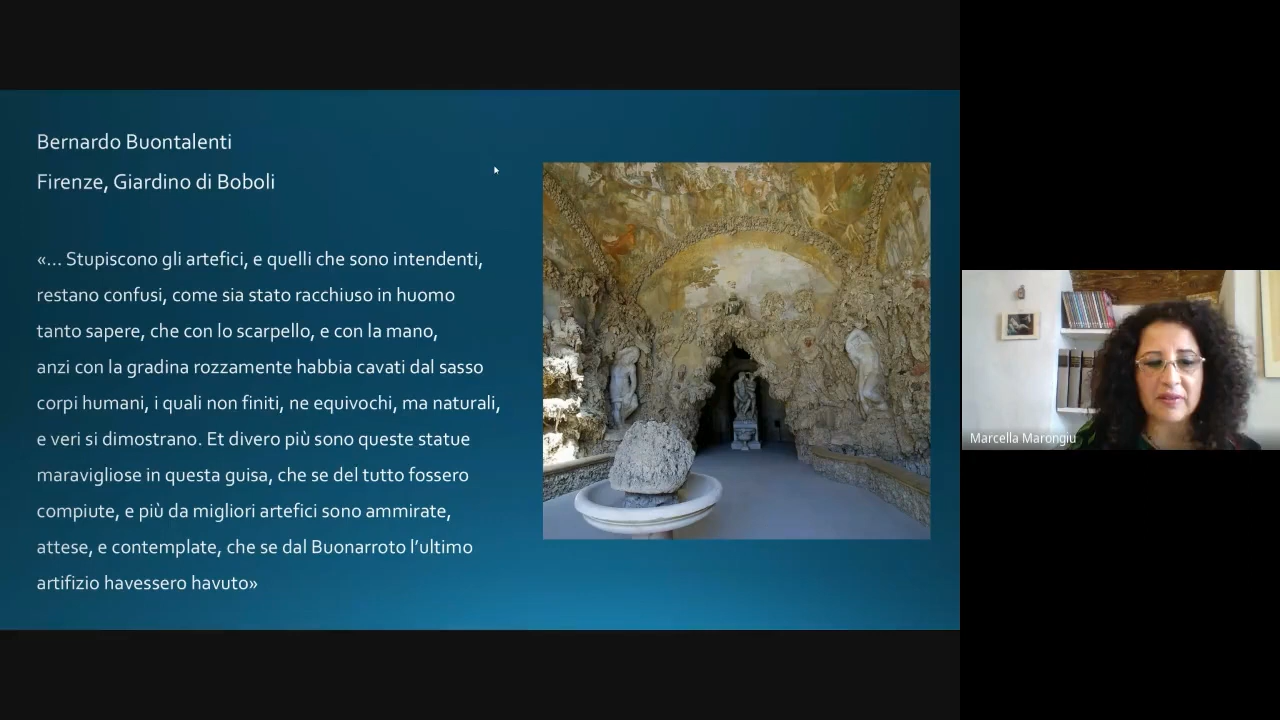 Bernardo Buontalenti
Firenze, Giardino di Boboli
«... Stupiscono gli artefici, e quelli che sono intendenti,
restano confusi, come sia stato racchiuso in huomo
tanto sapere, che con lo scarpello, e con la mano,
anzi con la gradina rozzamente habbia cavati dal sasso
corpi humani, i quali non finiti, ne equivochi, ma naturali,
e veri si dimostrano. Et divero più sono queste statue
maravigliose in questa guisa, che se del tutto fossero
compiute, e più da migliori artefici sono ammirate,
attese, e contemplate, che se dal Buonarroto l’ultimo
artifizio havessero havuto»
Marcella Marongiu